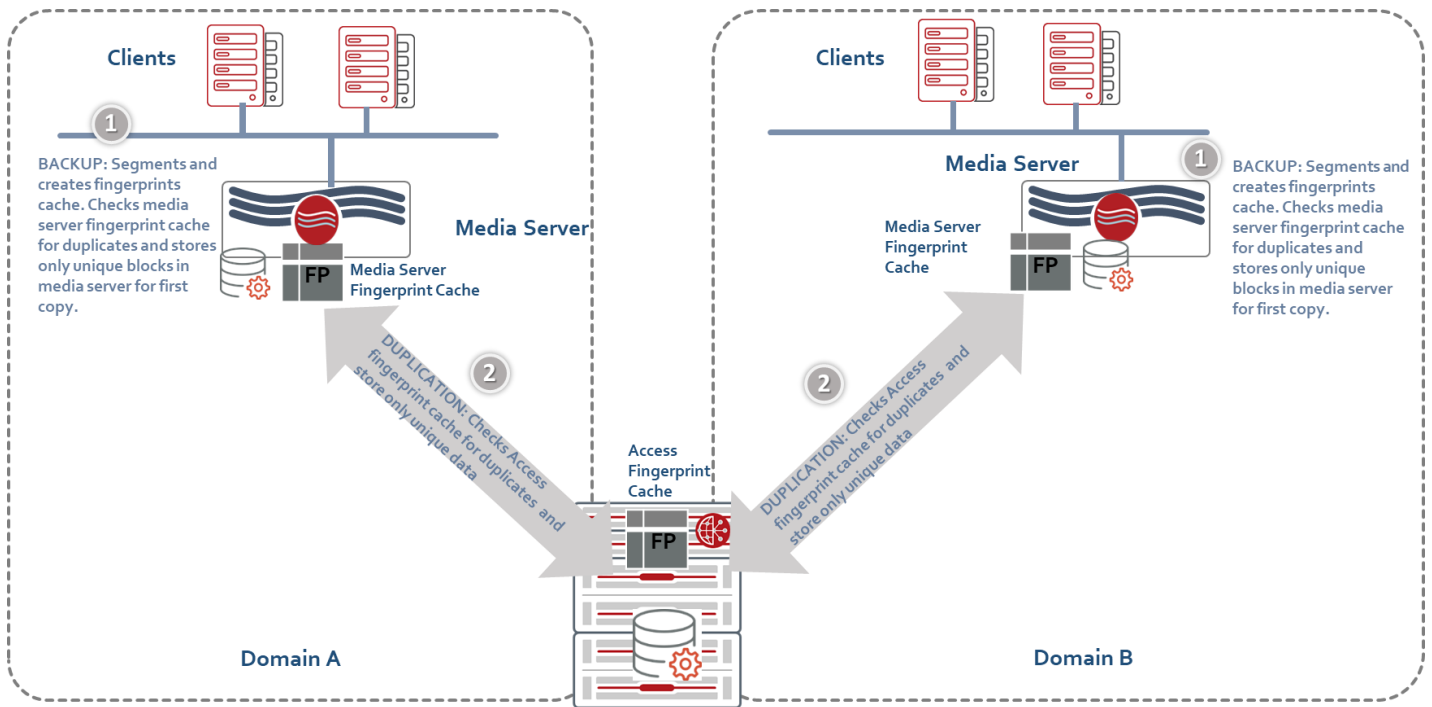 Clients
1
BACKUP: Segments and
creates fingerprints
cache. Checks media
server fingerprint cache
for duplicates and stores
only unique blocks in
media server for first
copy.
Media Server
FP
Media Server
Fingerprint Cache
2
DUPLICATION: Checks Access
fingerprint cache for duplicates and
store only unique data
Domain A
Access
Fingerprint
Cache
FP
Clients
Media Server
1
BACKUP: Segments and
creates fingerprints
cache. Checks media
server fingerprint cache
for duplicates and
stores only unique
blocks in media server
for first copy.
Media Server
Fingerprint
Cache
FP
2
DUPLICATION: Checks Access
fingerprint cache for duplicates and
store only unique data
Domain B